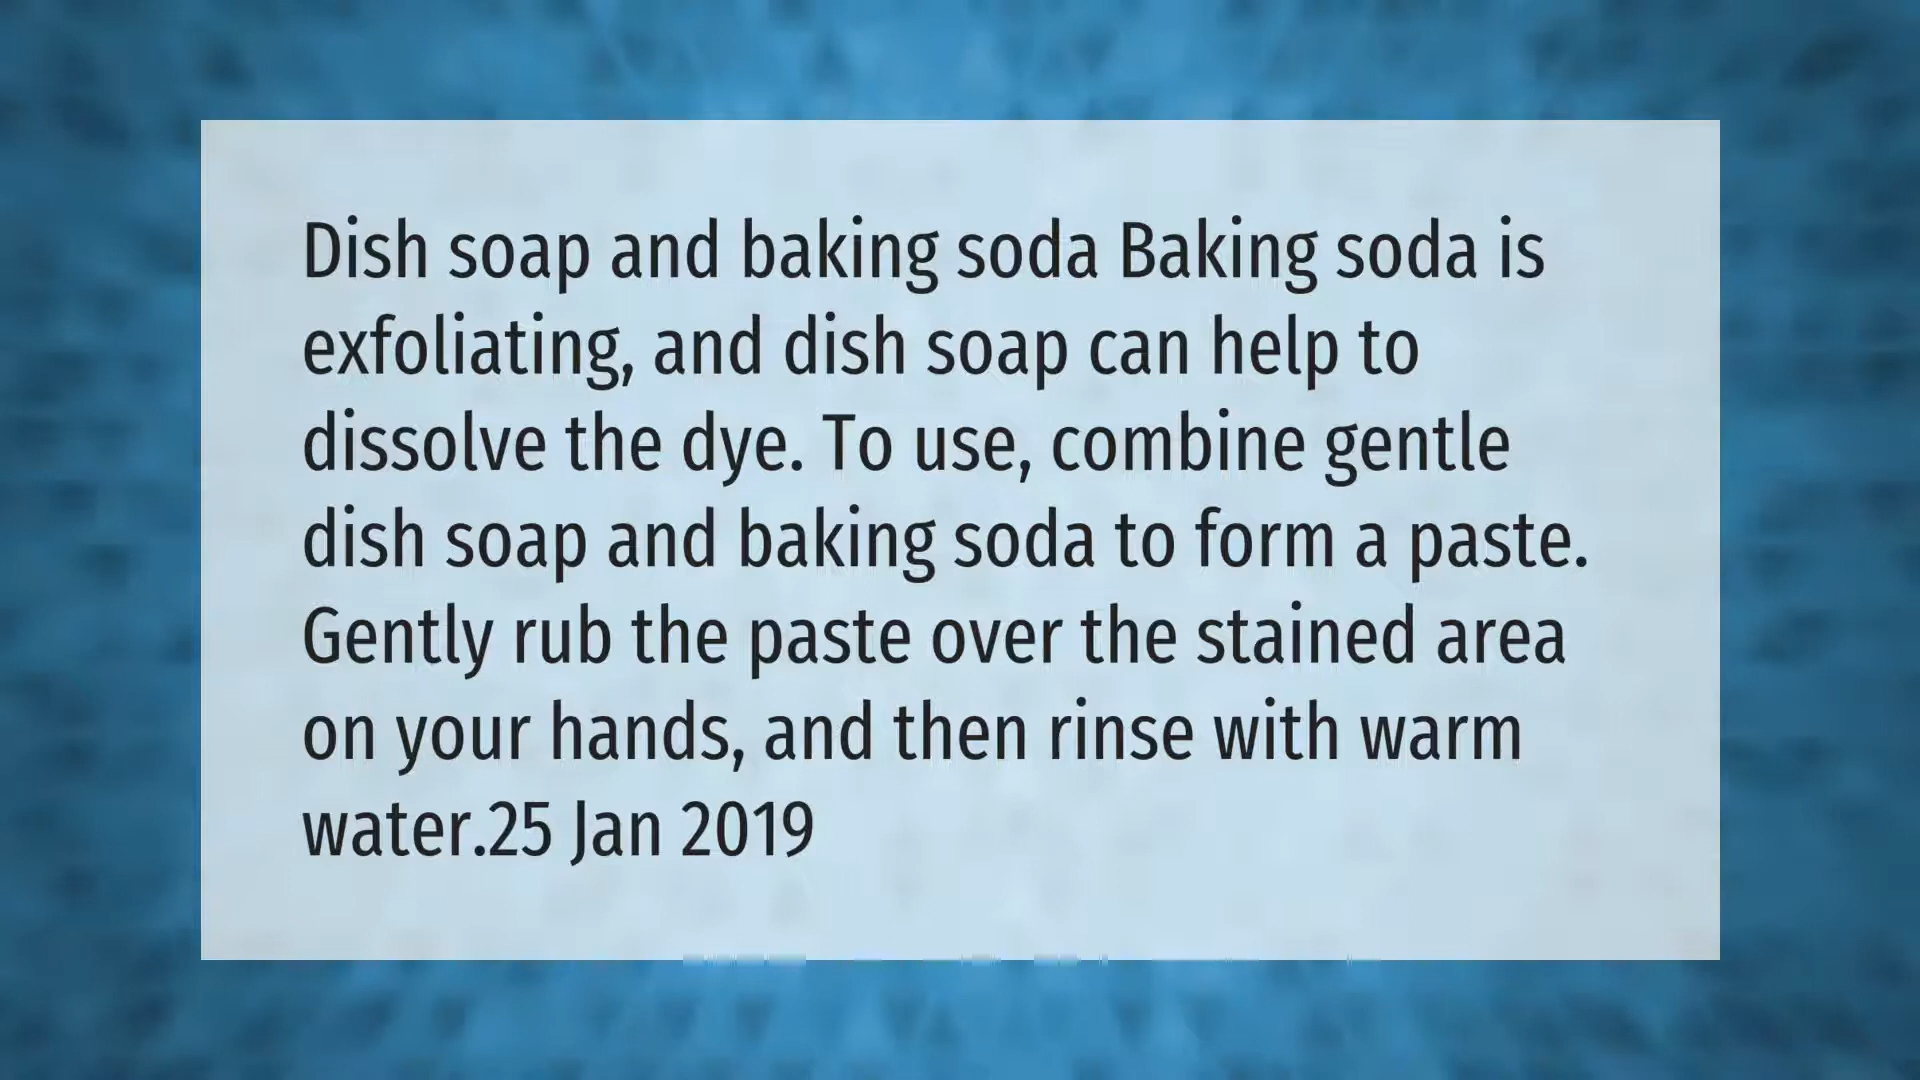 Dish soap and baking soda Baking soda is
exfoliating, and dish soap can help to
dissolve the dye. To use, combine gentle
dish soap and baking soda to form a paste.
Gently rub the paste over the stained area
on your hands, and then rinse with warm
water.25 Jan 2019